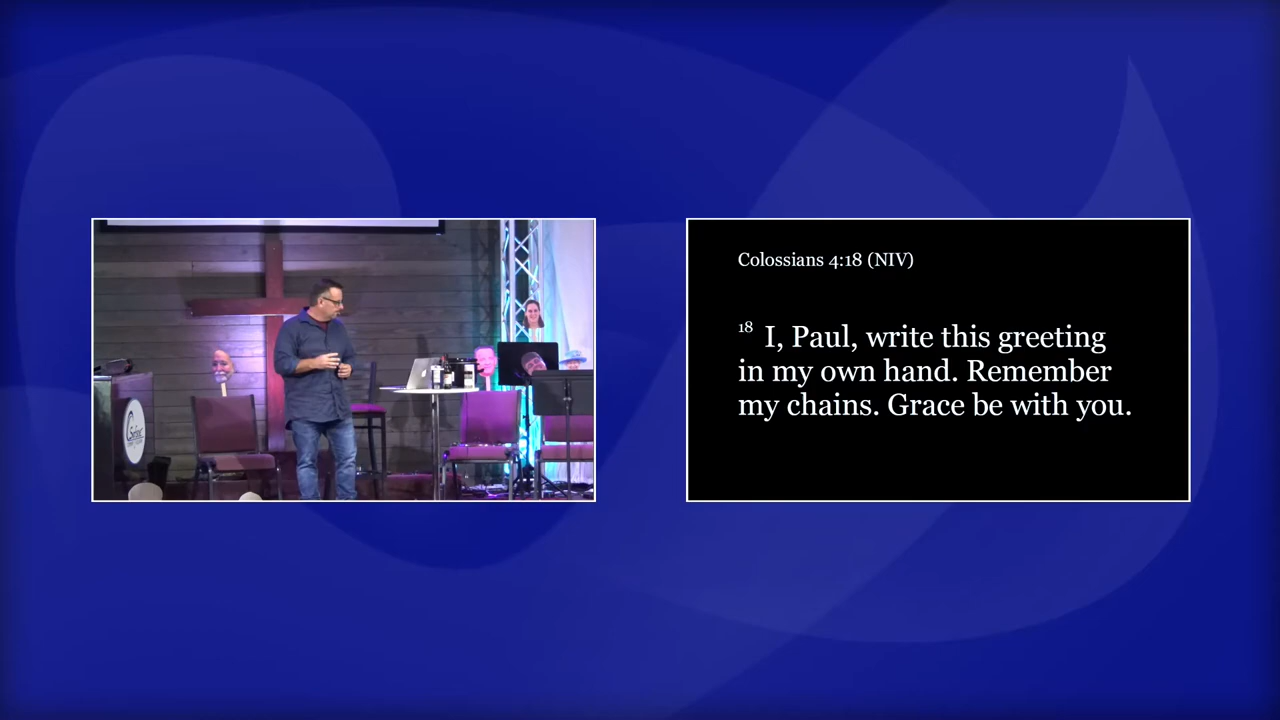 Colossians 4:18 (NIV)
18 I, Paul, write this greeting
in my own hand. Remember
my chains. Grace be with you.